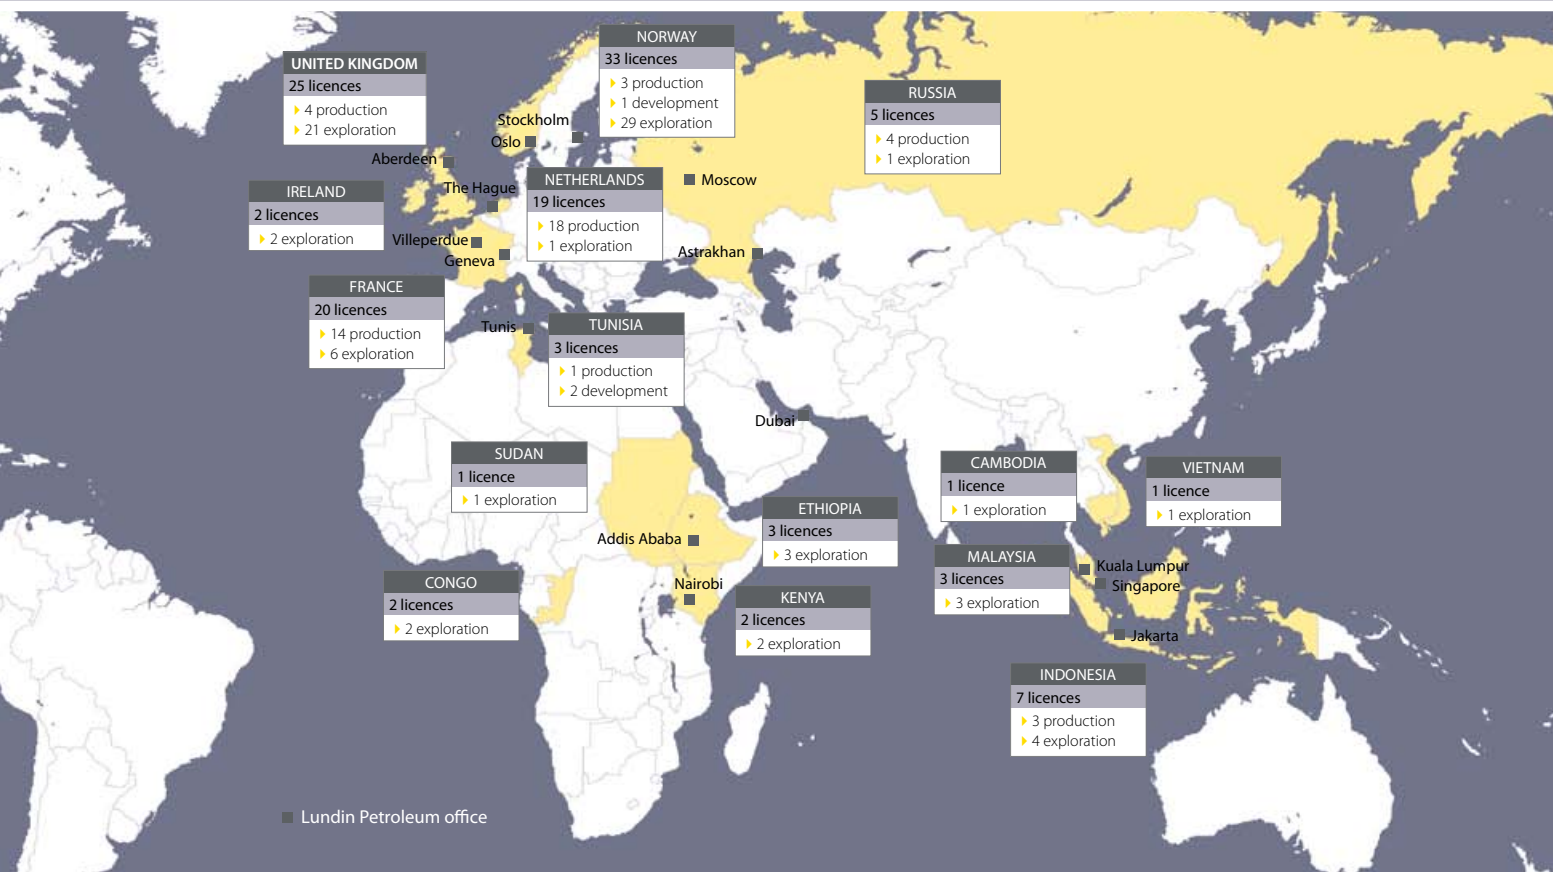 UNITED KINGDOM
25 licences
4 production
21 exploration
NORWAY
33 licences
3 production
1 development
29 exploration
RUSSIA
5 licences
4 production
1 exploration
Stockholm
Oslo
Aberdeen
The Hague
NETHERLANDS
19 licences
18 production
1 exploration
Moscow
IRELAND
2 licences
2 exploration
Villeperdue
Geneva
Astrakhan
FRANCE
20 licences
14 production
6 exploration
Tunis
TUNISIA
3 licences
1 production
2 development
Dubai
SUDAN
1 licence
1 exploration
CAMBODIA
1 licence
1 exploration
VIETNAM
1 licence
1 exploration
ETHIOPIA
3 licences
3 exploration
Addis Ababa
MALAYSIA
3 licences
3 exploration
Kuala Lumpur
Singapore
CONGO
2 licences
2 exploration
Nairobi
KENYA
2 licences
2 exploration
Jakarta
INDONESIA
7 licences
3 production
4 exploration
Lundin Petroleum office